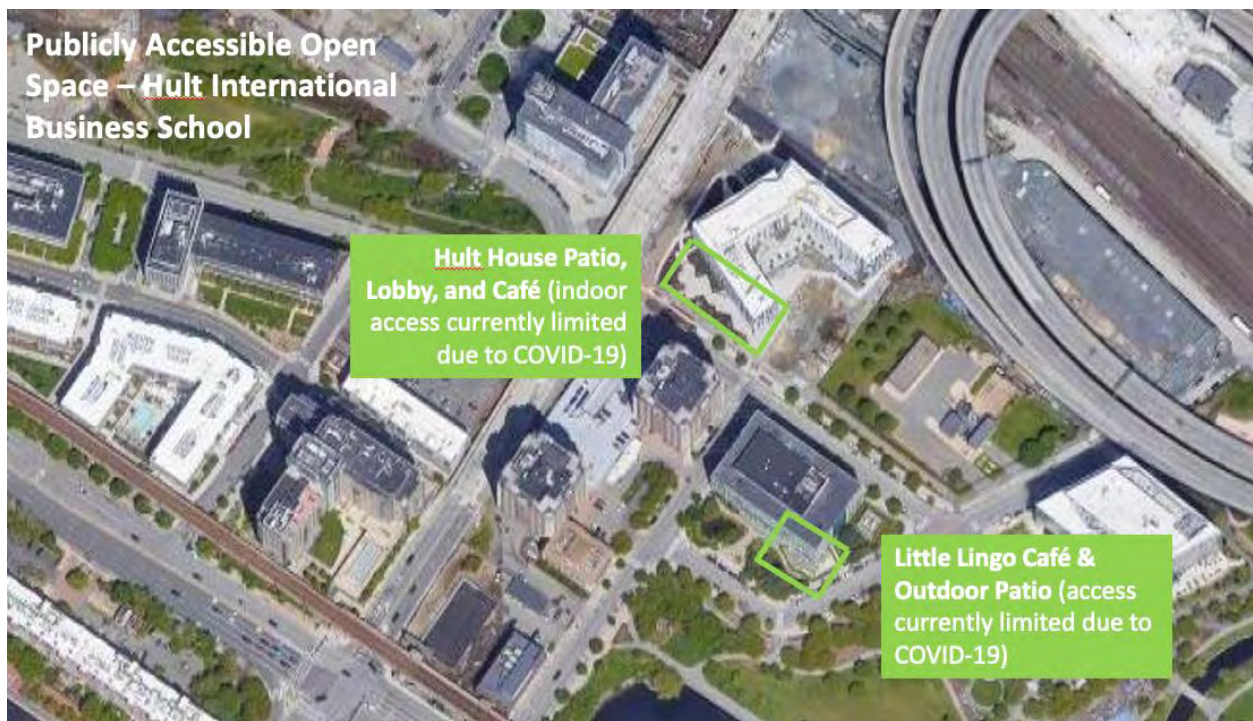 Publicly Accessible Open
Space – Hult International
Business School
Hult House Patio,
Lobby, and Café (indoor
access currently limited
due to COVID-19)
Little Lingo Café &
Outdoor Patio (access
currently limited due to
COVID-19)